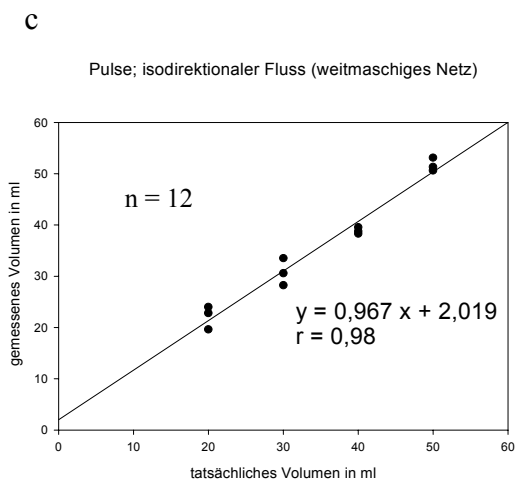 c
Pulse; isodirektionaler Fluss (weitmaschiges Netz)
60
50
40
30
20
10
0
gemessenes Volumen in ml
n = 12
y = 0,967 x + 2,019
r = 0,98
0 10 20 30 40 50 60
tatsächliches Volumen in ml